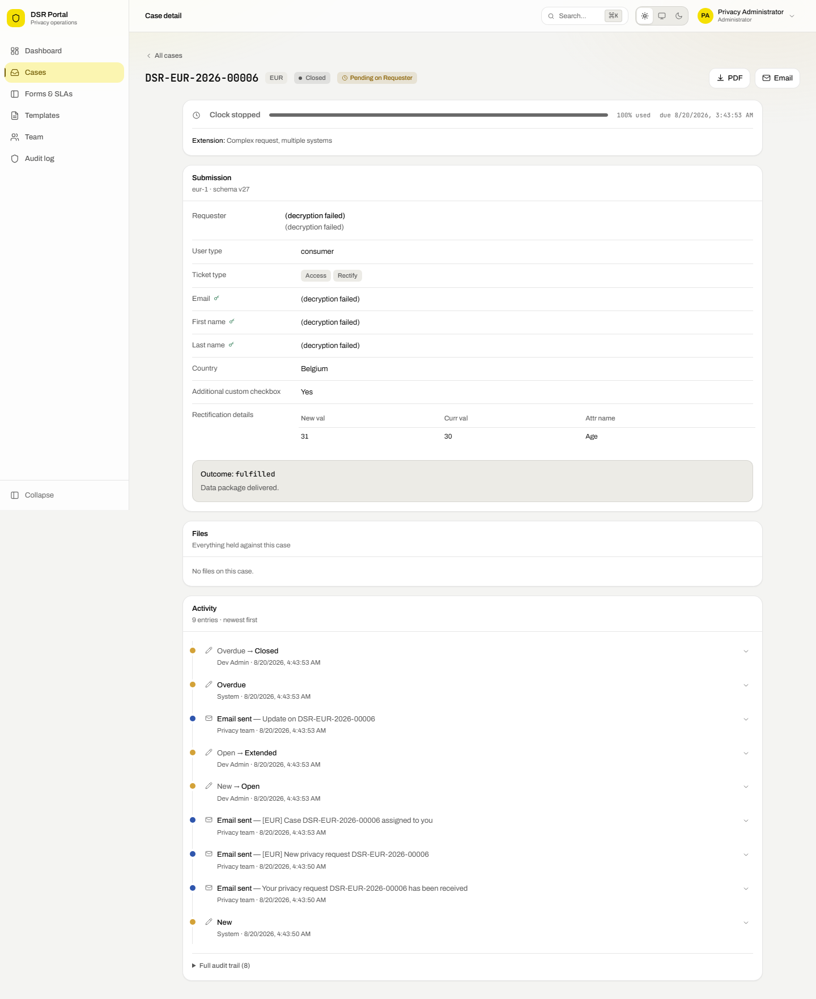 DSR Portal
Privacy operations
Dashboard
Cases
Forms & SLAs
Templates
Team
Audit log
Collapse
Case detail
Search...
⌘K
PA
Privacy Administrator
Administrator
All cases
DSR-EUR-2026-00006
EUR
Closed
Pending on Requester
PDF
Email
Clock stopped
100% used
due 8/20/2026, 3:43:53 AM
Extension: Complex request, multiple systems
Submission
eur-1 · schema v27
Requester
(decryption failed)
(decryption failed)
User type
consumer
Ticket type
Access
Rectify
Email
(decryption failed)
First name
(decryption failed)
Last name
(decryption failed)
Country
Belgium
Additional custom checkbox
Yes
Rectification details
New val
Curr val
Attr name
31
30
Age
Outcome: fulfilled
Data package delivered.
Files
Everything held against this case
No files on this case.
Activity
9 entries · newest first
Overdue → Closed
Dev Admin · 8/20/2026, 4:43:53 AM
Overdue
System · 8/20/2026, 4:43:53 AM
Email sent — Update on DSR-EUR-2026-00006
Privacy team · 8/20/2026, 4:43:53 AM
Open → Extended
Dev Admin · 8/20/2026, 4:43:53 AM
New → Open
Dev Admin · 8/20/2026, 4:43:53 AM
Email sent — [EUR] Case DSR-EUR-2026-00006 assigned to you
Privacy team · 8/20/2026, 4:43:53 AM
Email sent — [EUR] New privacy request DSR-EUR-2026-00006
Privacy team · 8/20/2026, 4:43:50 AM
Email sent — Your privacy request DSR-EUR-2026-00006 has been received
Privacy team · 8/20/2026, 4:43:50 AM
New
System · 8/20/2026, 4:43:50 AM
Full audit trail (8)